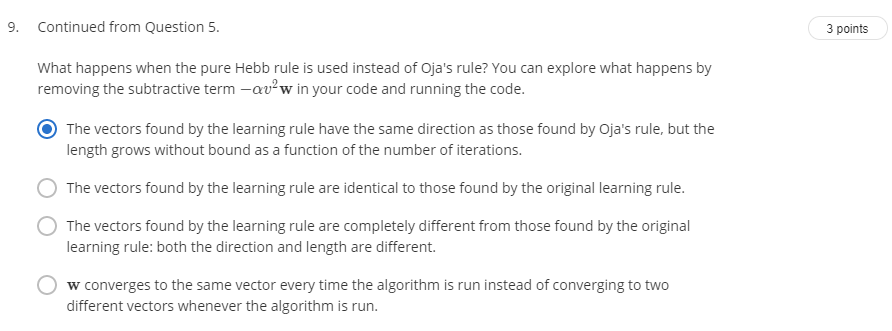 9. Continued from Question 5.
3 points
What happens when the pure Hebb rule is used instead of Oja's rule? You can explore what happens by
removing the subtractive term −αv²w in your code and running the code.
The vectors found by the learning rule have the same direction as those found by Oja's rule, but the
length grows without bound as a function of the number of iterations.
The vectors found by the learning rule are identical to those found by the original learning rule.
The vectors found by the learning rule are completely different from those found by the original
learning rule: both the direction and length are different.
w converges to the same vector every time the algorithm is run instead of converging to two
different vectors whenever the algorithm is run.